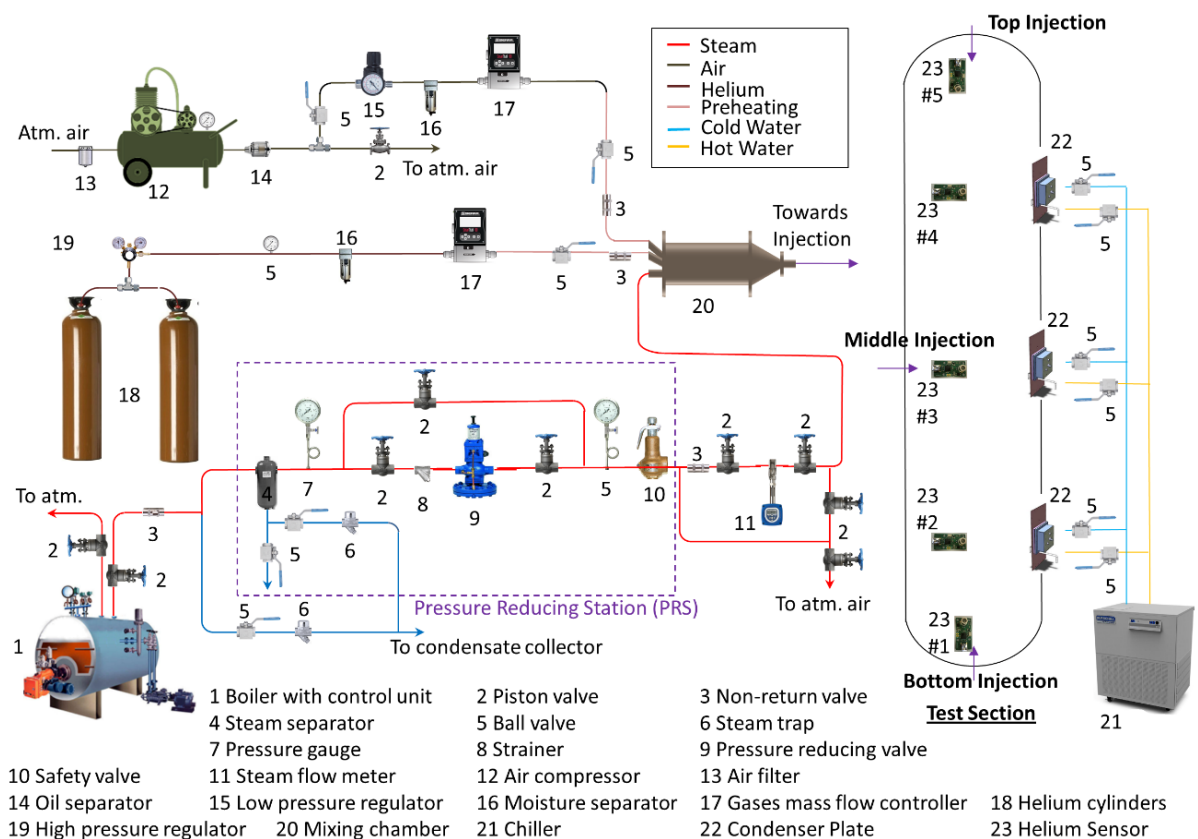 Top Injection
Steam
Air
Helium
Preheating
Cold Water
Hot Water
23
#5
Atm. air
13
12
14
5
15
16
17
2
To atm. air
5
3
22
5
5
23
#4
19
5
16
17
5
3
20
Towards
Injection
18
Middle Injection
23
#3
22
5
5
2
7
2
8
9
2
5
10
3
2
2
11
2
4
5
6
Pressure Reducing Station (PRS)
To atm.
2
2
3
1
5
6
To condensate collector
To atm. air
23
#2
22
5
5
23
#1
Bottom Injection
Test Section
21
1 Boiler with control unit 2 Piston valve 3 Non-return valve
4 Steam separator 5 Ball valve 6 Steam trap
7 Pressure gauge 8 Strainer 9 Pressure reducing valve
10 Safety valve 11 Steam flow meter 12 Air compressor 13 Air filter
14 Oil separator 15 Low pressure regulator 16 Moisture separator 17 Gases mass flow controller 18 Helium cylinders
19 High pressure regulator 20 Mixing chamber 21 Chiller 22 Condenser Plate 23 Helium Sensor